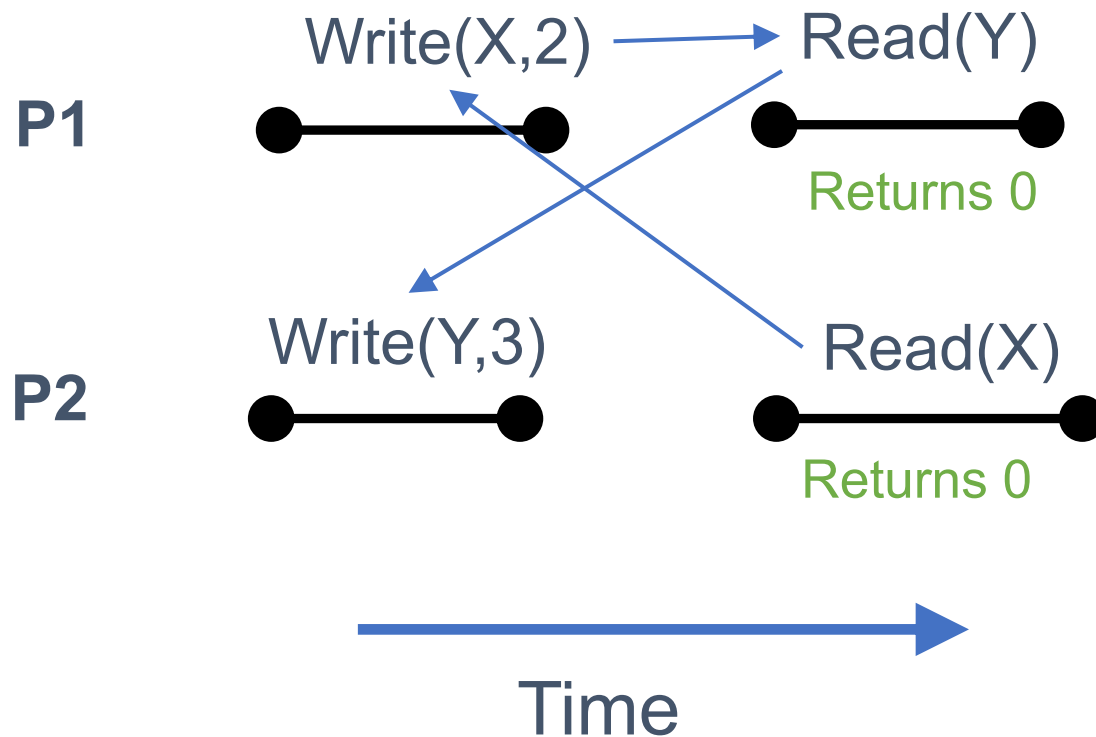 Write(X,2) Read(Y)
P1
Returns 0
Write(Y,3) Read(X)
P2
Returns 0
Time